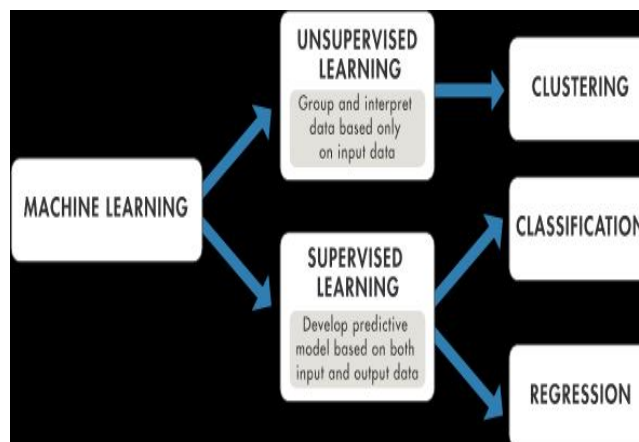 MACHINE LEARNING
UNSUPERVISED
LEARNING
Group and interpret
data based only
on input data
SUPERVISED
LEARNING
Develop predictive
model based on both
input and output data
CLUSTERING
CLASSIFICATION
REGRESSION